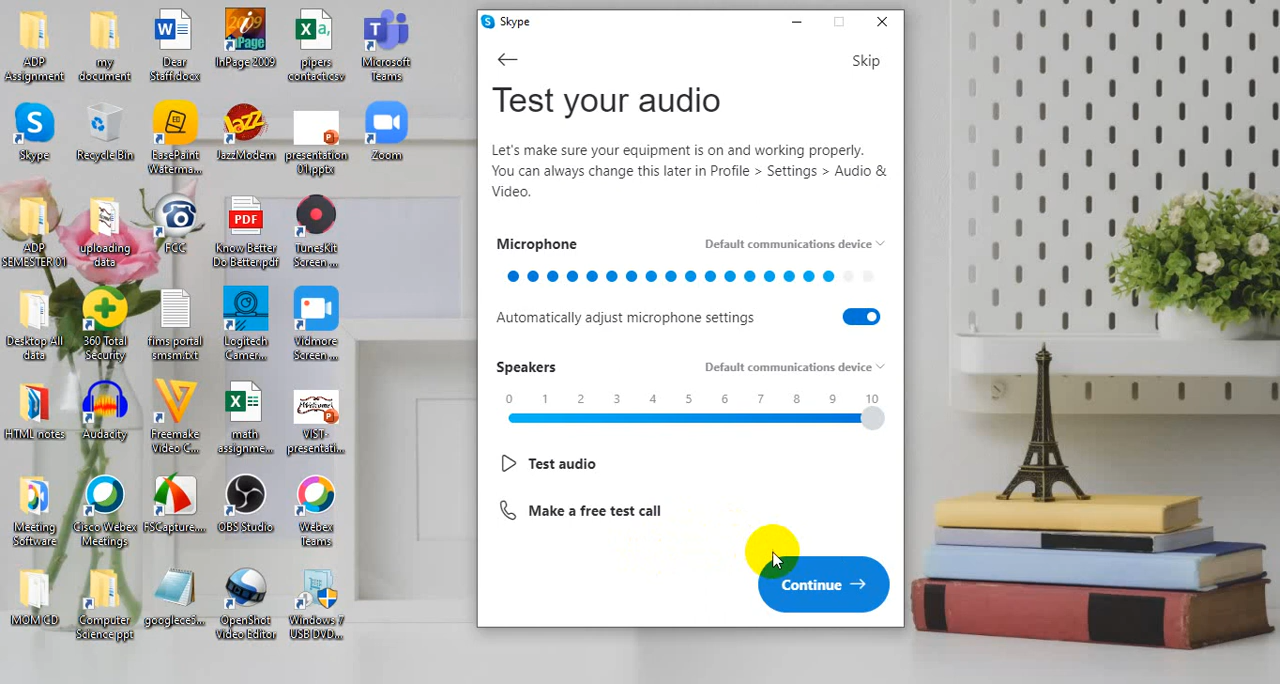 ADP
Assignment
my
document
Dear
Staff.docx
InPage 2009
pipers
contact.csv
Microsoft
Teams
Skype
Recycle Bin
EasePaint
Waterma...
JazzModem
presentation
01.pptx
Zoom
ADP
SEMESTER 01
uploading
data
FCC
PDF
Know Better
Do Better.pdf
TunesKit
Screen ...
Desktop All
data
360 Total
Security
fims portal
smsm.txt
Logitech
Camer...
Vidmore
Screen ...
HTML notes
Audacity
Freemake
Video C...
math
assignme...
VIST-
presentati...
Meeting
Software
Cisco Webex
Meetings
FSCapture....
OBS Studio
Webex
Teams
MOM CD
Computer
Science ppt
OpenShot
Video Editor
Windows 7
USB DVD...
Skype
Skip
Test your audio
Let's make sure your equipment is on and working properly.
You can always change this later in Profile > Settings > Audio &
Video.
Microphone Default communications device
Automatically adjust microphone settings
Speakers Default communications device
0 1 2 3 4 5 6 7 8 9 10
Test audio
Make a free test call
Continue